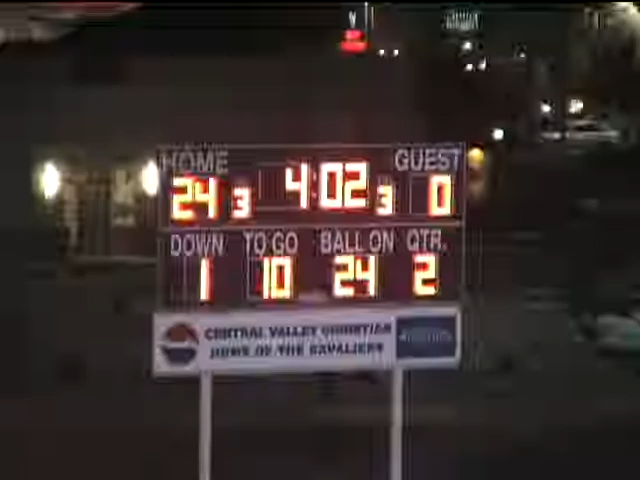 HOME GUEST
24 3 4:02 3 0
DOWN TO GO BALL ON QTR.
1 10 24 2
CENTRAL VALLEY CHRISTIAN
HOME OF THE CAVALIERS